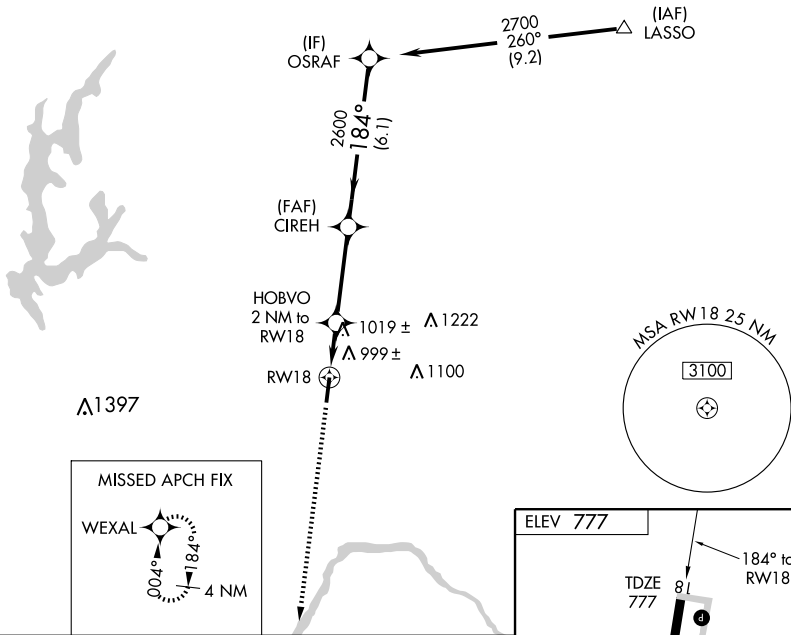 (IF)
OSRAF
2700
260°
(9.2)
(IAF)
LASSO
2600
184°
(6.1)
(FAF)
CIREH
HOBVO
2 NM to
RW18
1019 ±
1222
999 ±
RW18
1100
1397
MSA RW18 25 NM
3100
MISSED APCH FIX
WEXAL
004°
184°
4 NM
ELEV 777
184° to
RW18
TDZE
777
18
P